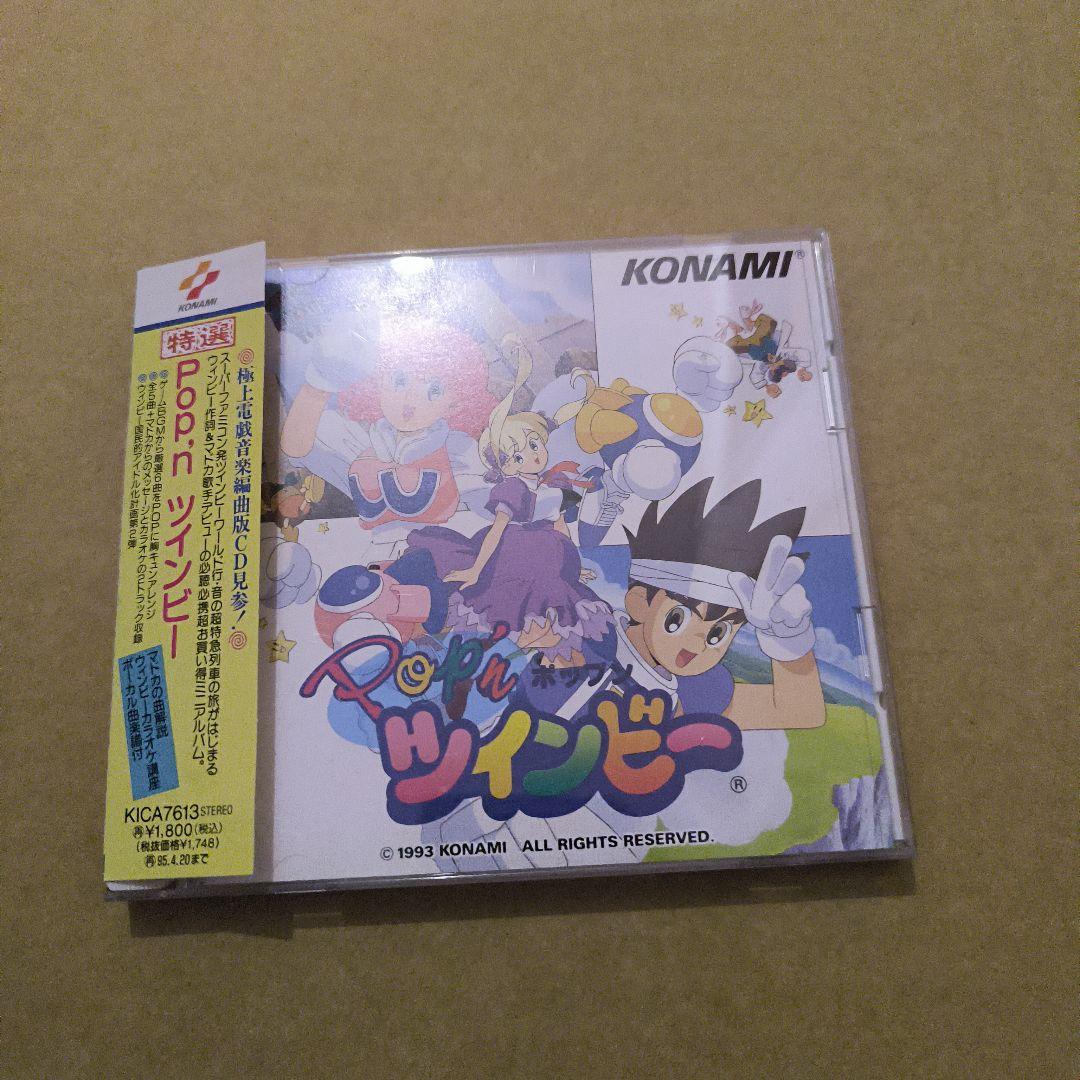 KONAMI
特選
Pop'n ツインビー
極上電戯音楽編曲版CD見参!
スーパーファミコン発ツインビーワールド行・音の超特急列車の旅がはじまる
ウィンビー作詞&マドカ歌手デビューの必聴必携超お買い得ミニアルバム。
◎ゲームBGMから厳選6曲をPOPに胸キュンアレンジ
◎全5曲+マドカからのメッセージとカラオケの2トラック収録
◎ウィンビー国民的アイドル化計画第2弾
マドカの曲解説
ウィンビーカラオケ講座
ボーカル曲楽譜付
KICA7613 STEREO
再¥1,800(税込)
(税抜価格¥1,748)
再95.4.20まで
KONAMI®
Pop'n ポップン
ツインビー®
© 1993 KONAMI ALL RIGHTS RESERVED.